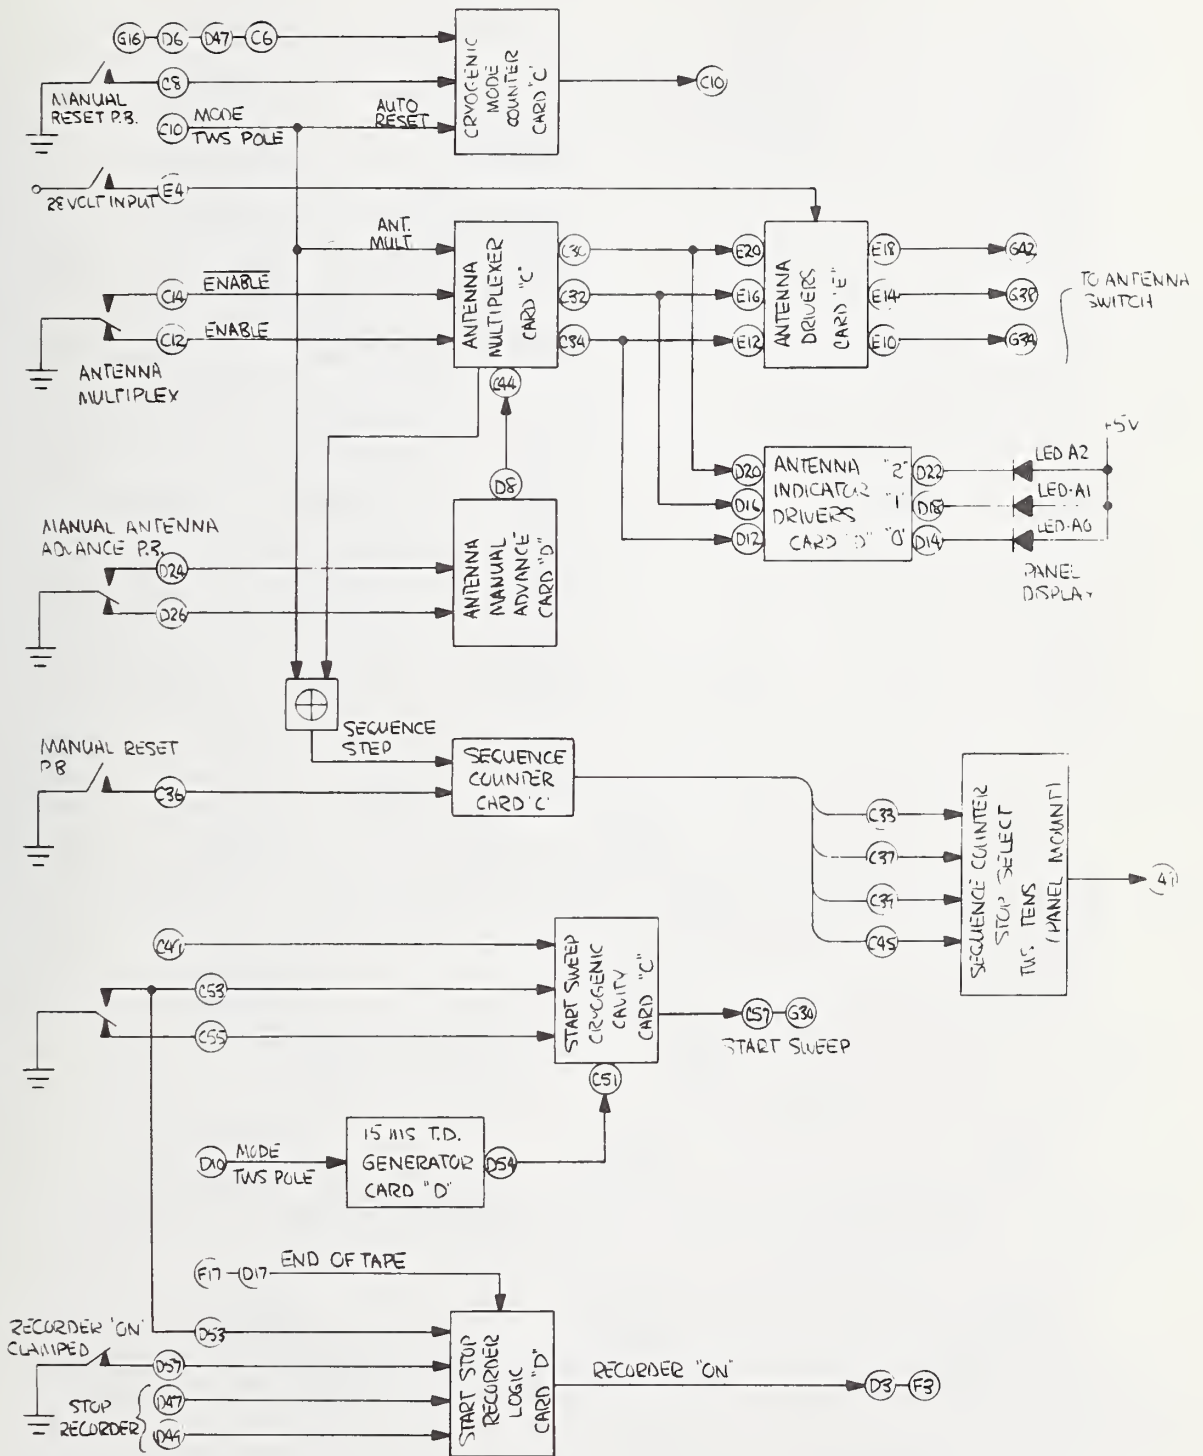 G16 D6 D47 C6
CRYOGENIC
MODE
COUNTER
CARD "C"
C8
C10
MANUAL
RESET P.B.
C10
MODE
TWS POLE
AUTO
RESET
28 VOLT INPUT
E4
ANT.
MULT.
ANTENNA
MULTIPLEXER
CARD "C"
C14
ENABLE
C12
ENABLE
ANTENNA
MULTIPLEX
C32
C34
C44
E20
E16
E12
ANTENNA
DRIVERS
CARD "E"
E18
E14
E10
G42
G38
G34
TO ANTENNA
SWITCH
D20
D16
D12
ANTENNA "2"
INDICATOR "1"
DRIVERS
CARD "D" "0"
D22
D18
D14
+5V
LED A2
LED-A1
LED-A0
PANEL
DISPLAY
D8
MANUAL ANTENNA
ADVANCE P.B.
D24
D26
ANTENNA
MANUAL
ADVANCE
CARD "D"
SEQUENCE
STEP
MANUAL RESET
P.B
C36
SEQUENCE
COUNTER
CARD 'C'
C33
C37
C39
C45
SEQUENCE COUNTER
STOP SELECT
TWS TENS
(PANEL MOUNT)
C53
C55
START SWEEP
CRYOGENIC
CAVITY
CARD "C"
C57 G30
START SWEEP
C51
D10
MODE
TWS POLE
15 MS T.D.
GENERATOR
CARD "D"
D54
F17 D17 END OF TAPE
RECORDER "ON"
CLAMPED
D53
D57
STOP
RECORDER
D47
D49
START STOP
RECORDER
LOGIC
CARD "D"
RECORDER "ON"
D3 F3